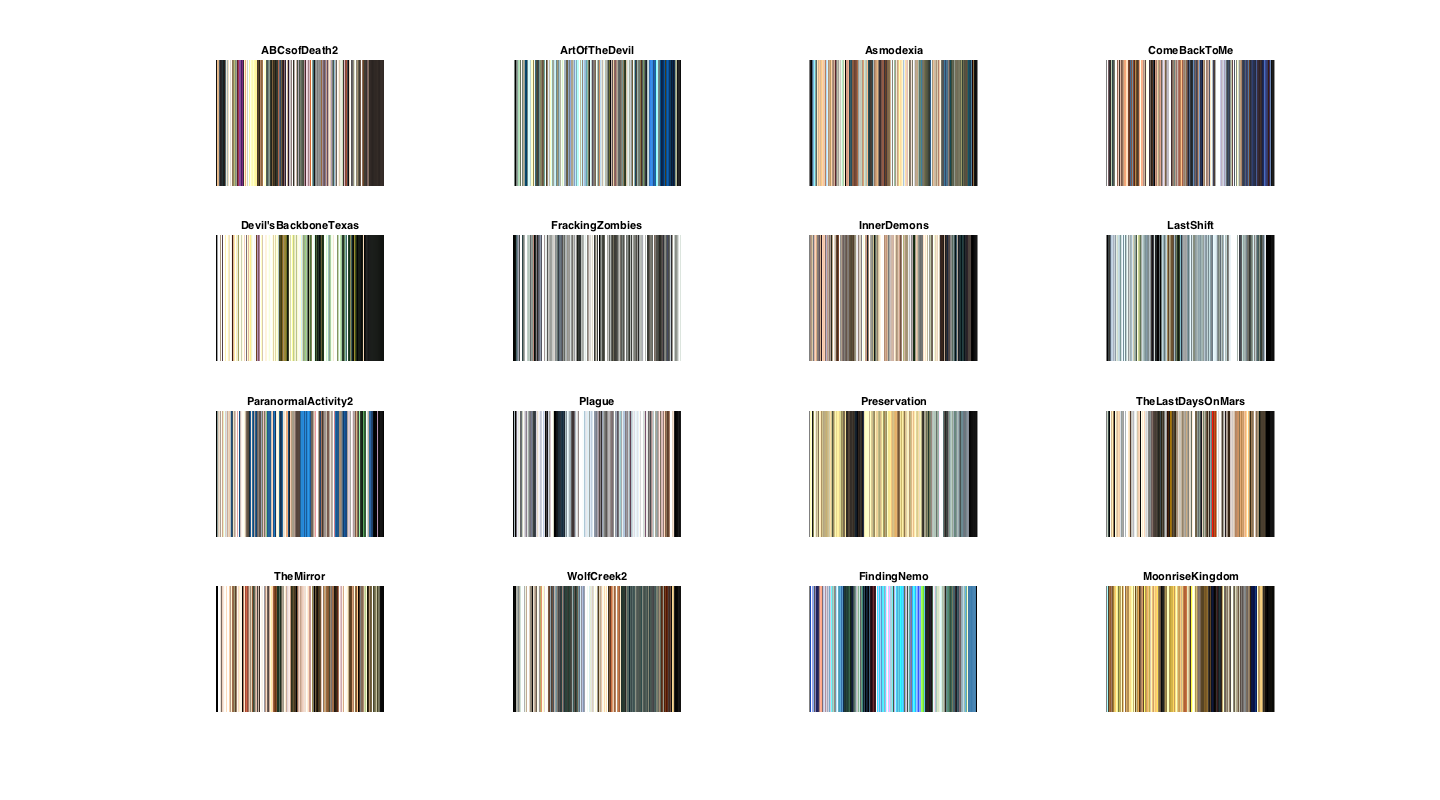 ABCsofDeath2
ArtOfTheDevil
Asmodexia
ComeBackToMe
Devil'sBackboneTexas
FrackingZombies
InnerDemons
LastShift
ParanormalActivity2
Plague
Preservation
TheLastDaysOnMars
TheMirror
WolfCreek2
FindingNemo
MoonriseKingdom